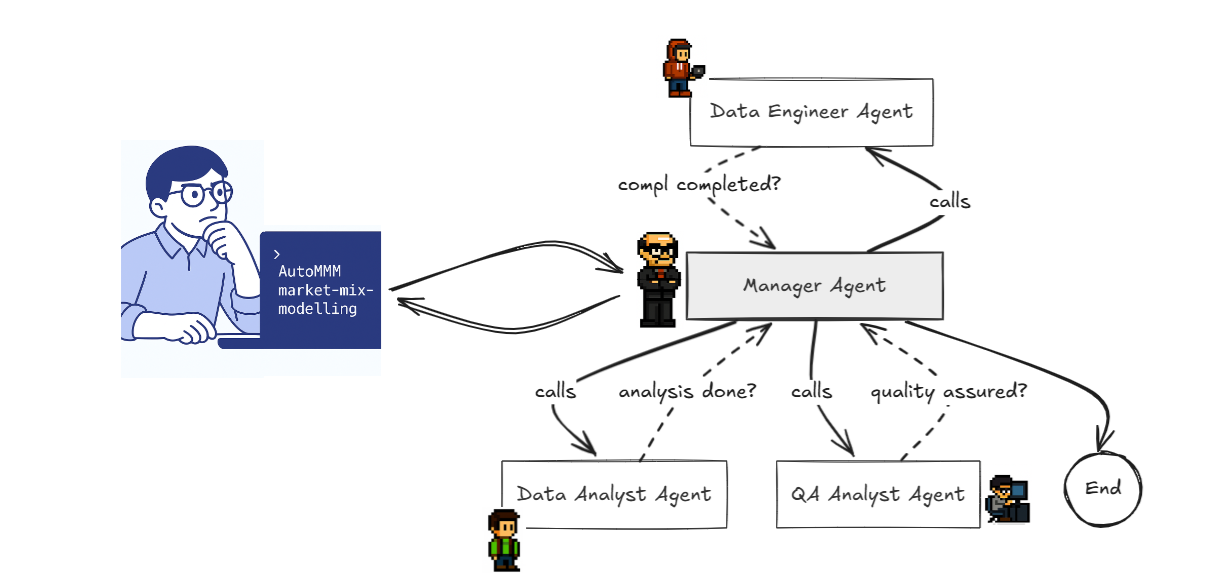 Data Engineer Agent
compl completed?
calls
>
AutoMMM
market-mix-
modelling
Manager Agent
calls
analysis done?
calls
quality assured?
Data Analyst Agent
QA Analyst Agent
End